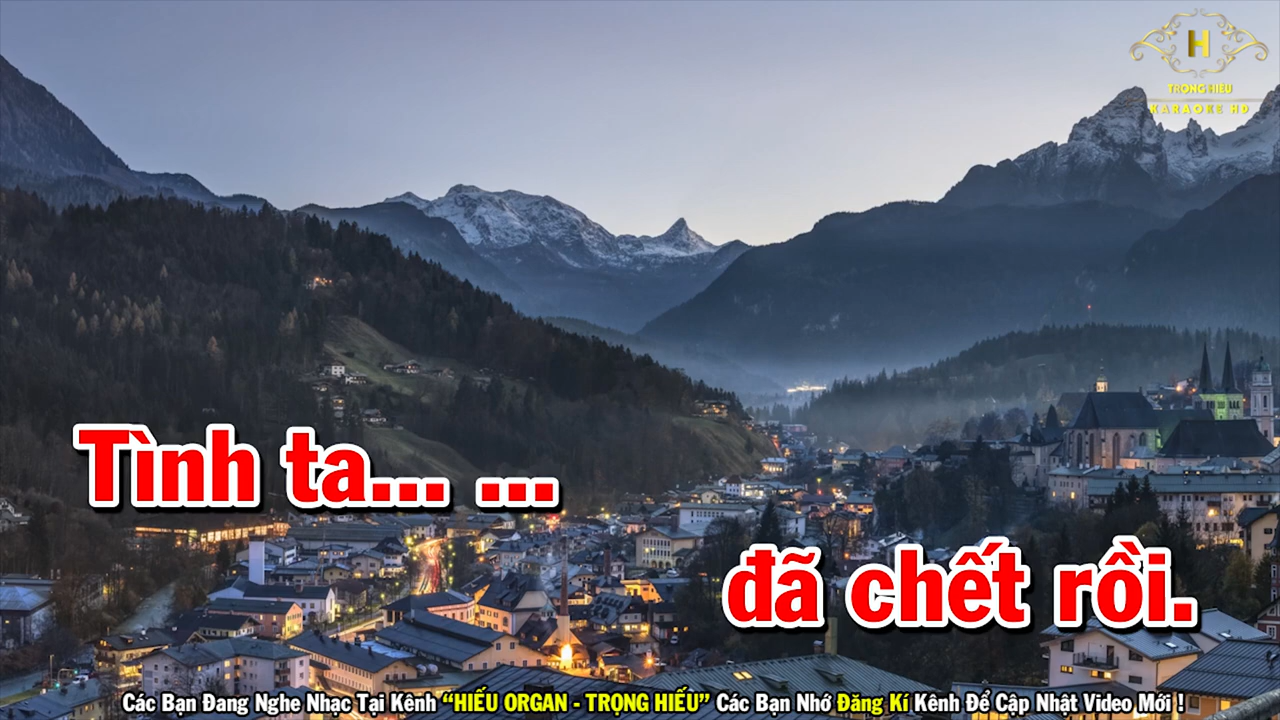 H
TRỌNG HIẾU
KARAOKE HD
Tình ta... ...
đã chết rồi.
Các Bạn Đang Nghe Nhạc Tại Kênh “HIẾU ORGAN - TRỌNG HIẾU” Các Bạn Nhớ Đăng Kí Kênh Để Cập Nhật Video Mới !